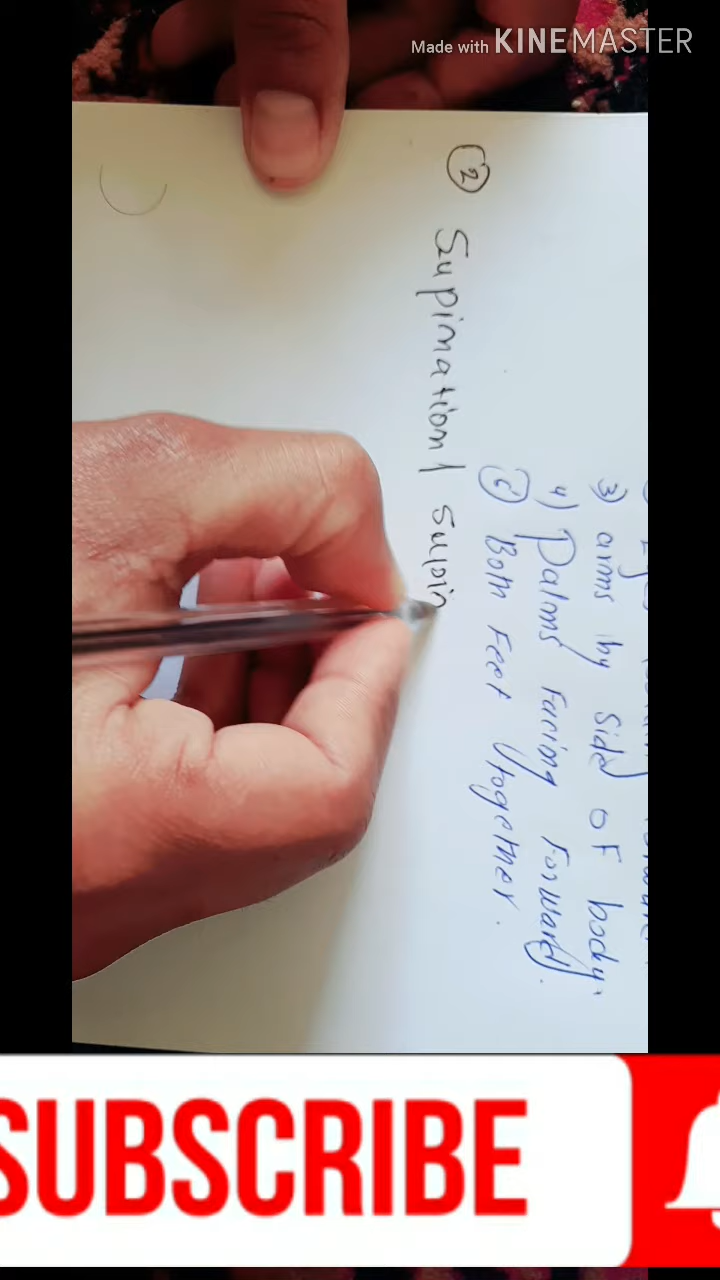 Made with KINEMASTER
3) arms by side of body.
4) Palms Facing Forward.
Both Feet together.
② Supination / Supin
SUBSCRIBE